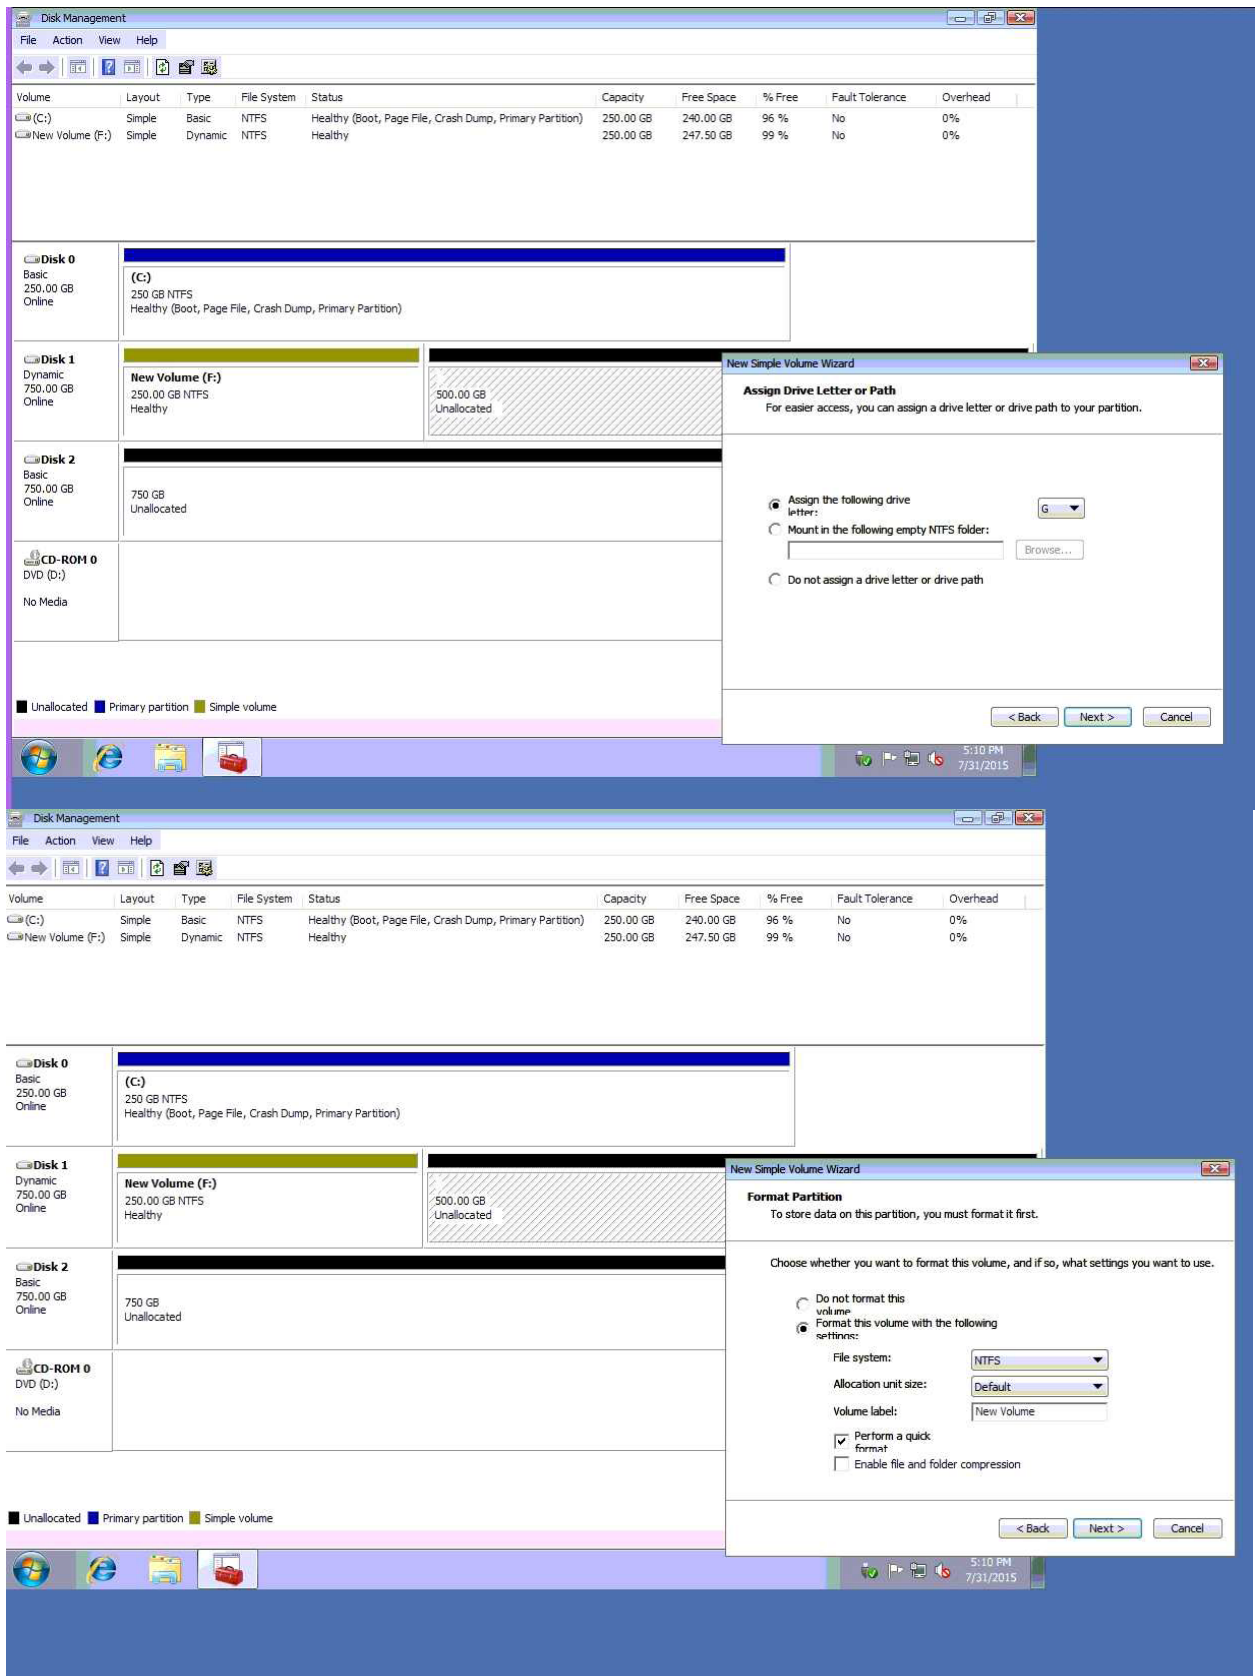 Disk Management
File Action View Help
Volume Layout Type File System Status Capacity Free Space % Free Fault Tolerance Overhead
(C:) Simple Basic NTFS Healthy (Boot, Page File, Crash Dump, Primary Partition) 250.00 GB 240.00 GB 96 % No 0%
New Volume (F:) Simple Dynamic NTFS Healthy 250.00 GB 247.50 GB 99 % No 0%
Disk 0
Basic
250.00 GB
Online
(C:)
250 GB NTFS
Healthy (Boot, Page File, Crash Dump, Primary Partition)
Disk 1
Dynamic
750.00 GB
Online
New Volume (F:)
250.00 GB NTFS
Healthy
500.00 GB
Unallocated
Disk 2
Basic
750.00 GB
Online
750 GB
Unallocated
CD-ROM 0
DVD (D:)
No Media
Unallocated Primary partition Simple volume
New Simple Volume Wizard
Assign Drive Letter or Path
For easier access, you can assign a drive letter or drive path to your partition.
Assign the following drive
letter:
G
Mount in the following empty NTFS folder:
Browse...
Do not assign a drive letter or drive path
< Back Next > Cancel
5:10 PM
7/31/2015
Disk Management
File Action View Help
Volume Layout Type File System Status Capacity Free Space % Free Fault Tolerance Overhead
(C:) Simple Basic NTFS Healthy (Boot, Page File, Crash Dump, Primary Partition) 250.00 GB 240.00 GB 96 % No 0%
New Volume (F:) Simple Dynamic NTFS Healthy 250.00 GB 247.50 GB 99 % No 0%
Disk 0
Basic
250.00 GB
Online
(C:)
250 GB NTFS
Healthy (Boot, Page File, Crash Dump, Primary Partition)
Disk 1
Dynamic
750.00 GB
Online
New Volume (F:)
250.00 GB NTFS
Healthy
500.00 GB
Unallocated
Disk 2
Basic
750.00 GB
Online
750 GB
Unallocated
CD-ROM 0
DVD (D:)
No Media
Unallocated Primary partition Simple volume
New Simple Volume Wizard
Format Partition
To store data on this partition, you must format it first.
Choose whether you want to format this volume, and if so, what settings you want to use.
Do not format this
volume
Format this volume with the following
settings:
File system: NTFS
Allocation unit size: Default
Volume label: New Volume
Perform a quick
format
Enable file and folder compression
< Back Next > Cancel
5:10 PM
7/31/2015